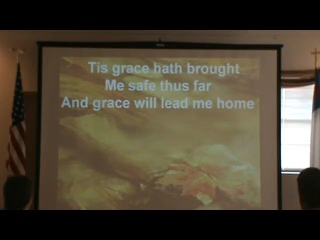 Tis grace hath brought
Me safe thus far
And grace will lead me home